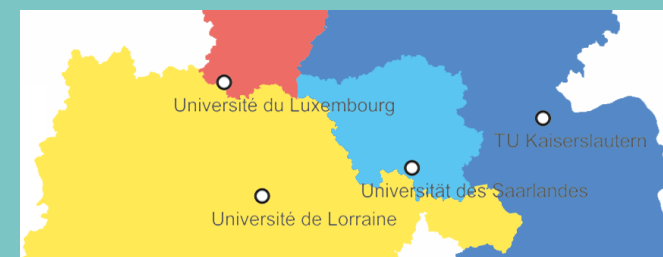 Université du Luxembourg
TU Kaiserslautern
Universität des Saarlandes
Université de Lorraine